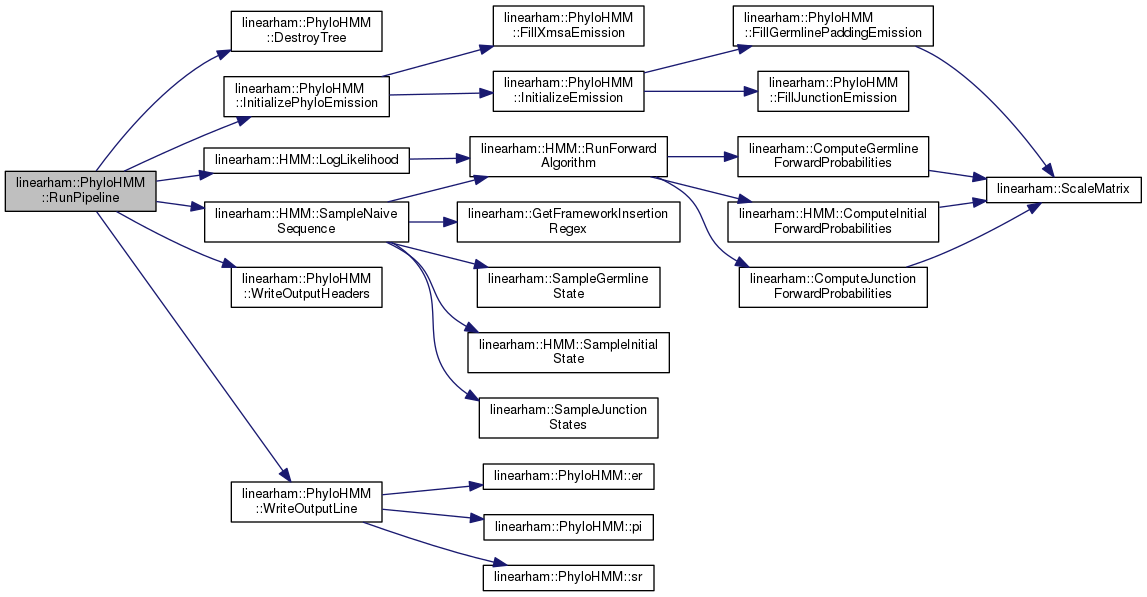 linearham::PhyloHMM
::RunPipeline
linearham::PhyloHMM
::DestroyTree
linearham::PhyloHMM
::InitializePhyloEmission
linearham::HMM::LogLikelihood
linearham::HMM::SampleNaive
Sequence
linearham::PhyloHMM
::WriteOutputHeaders
linearham::PhyloHMM
::WriteOutputLine
linearham::PhyloHMM
::FillXmsaEmission
linearham::PhyloHMM
::InitializeEmission
linearham::HMM::RunForward
Algorithm
linearham::GetFrameworkInsertion
Regex
linearham::SampleGermline
State
linearham::HMM::SampleInitial
State
linearham::SampleJunction
States
linearham::PhyloHMM::er
linearham::PhyloHMM::pi
linearham::PhyloHMM::sr
linearham::PhyloHMM
::FillGermlinePaddingEmission
linearham::PhyloHMM
::FillJunctionEmission
linearham::ComputeGermline
ForwardProbabilities
linearham::HMM::ComputeInitial
ForwardProbabilities
linearham::ComputeJunction
ForwardProbabilities
linearham::ScaleMatrix